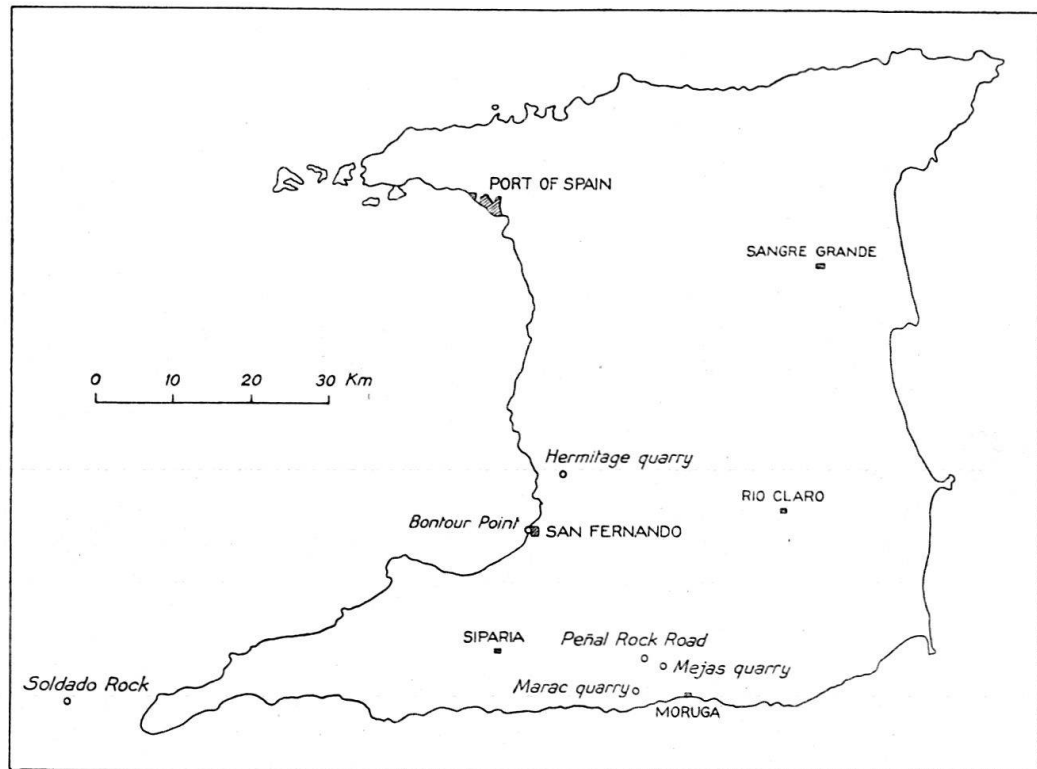 PORT OF SPAIN
SANGRE GRANDE
0 10 20 30 Km
Hermitage quarry
RIO CLARO
Bontour Point
SAN FERNANDO
SIPARIA
Peñal Rock Road
Mejas quarry
Soldado Rock
Marac quarry
MORUGA